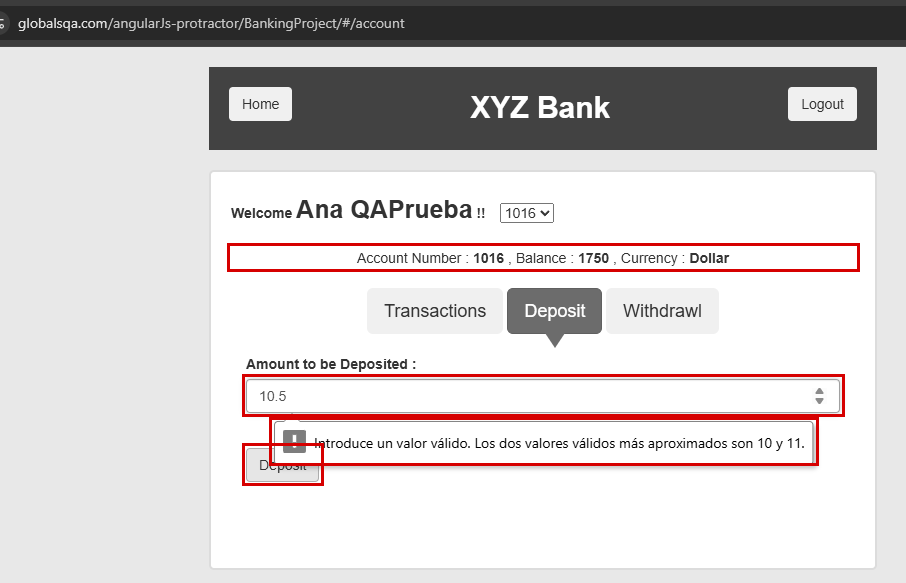 globalsqa.com/angularJs-protractor/BankingProject/#/account
Home
XYZ Bank
Logout
Welcome Ana QAPrueba !! 1016
Account Number : 1016 , Balance : 1750 , Currency : Dollar
Transactions Deposit Withdrawl
Amount to be Deposited :
10.5
! Introduce un valor válido. Los dos valores válidos más aproximados son 10 y 11.
Deposit